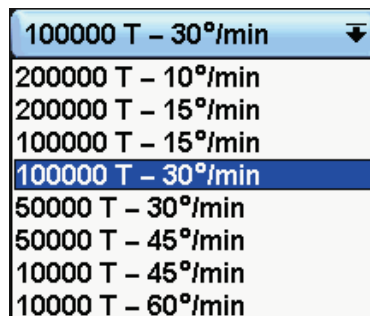 100000 T – 30°/min
200000 T – 10°/min
200000 T – 15°/min
100000 T – 15°/min
100000 T – 30°/min
50000 T – 30°/min
50000 T – 45°/min
10000 T – 45°/min
10000 T – 60°/min